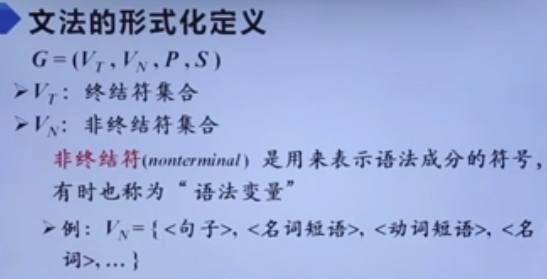 文法的形式化定义
G = (V_T , V_N , P , S )
➢V_T： 终结符集合
➢V_N： 非终结符集合
非终结符(nonterminal) 是用来表示语法成分的符号，
有时也称为“ 语法变量”
➢例： V_N = { <句子>, <名词短语>, <动词短语>, <名
词>, … }